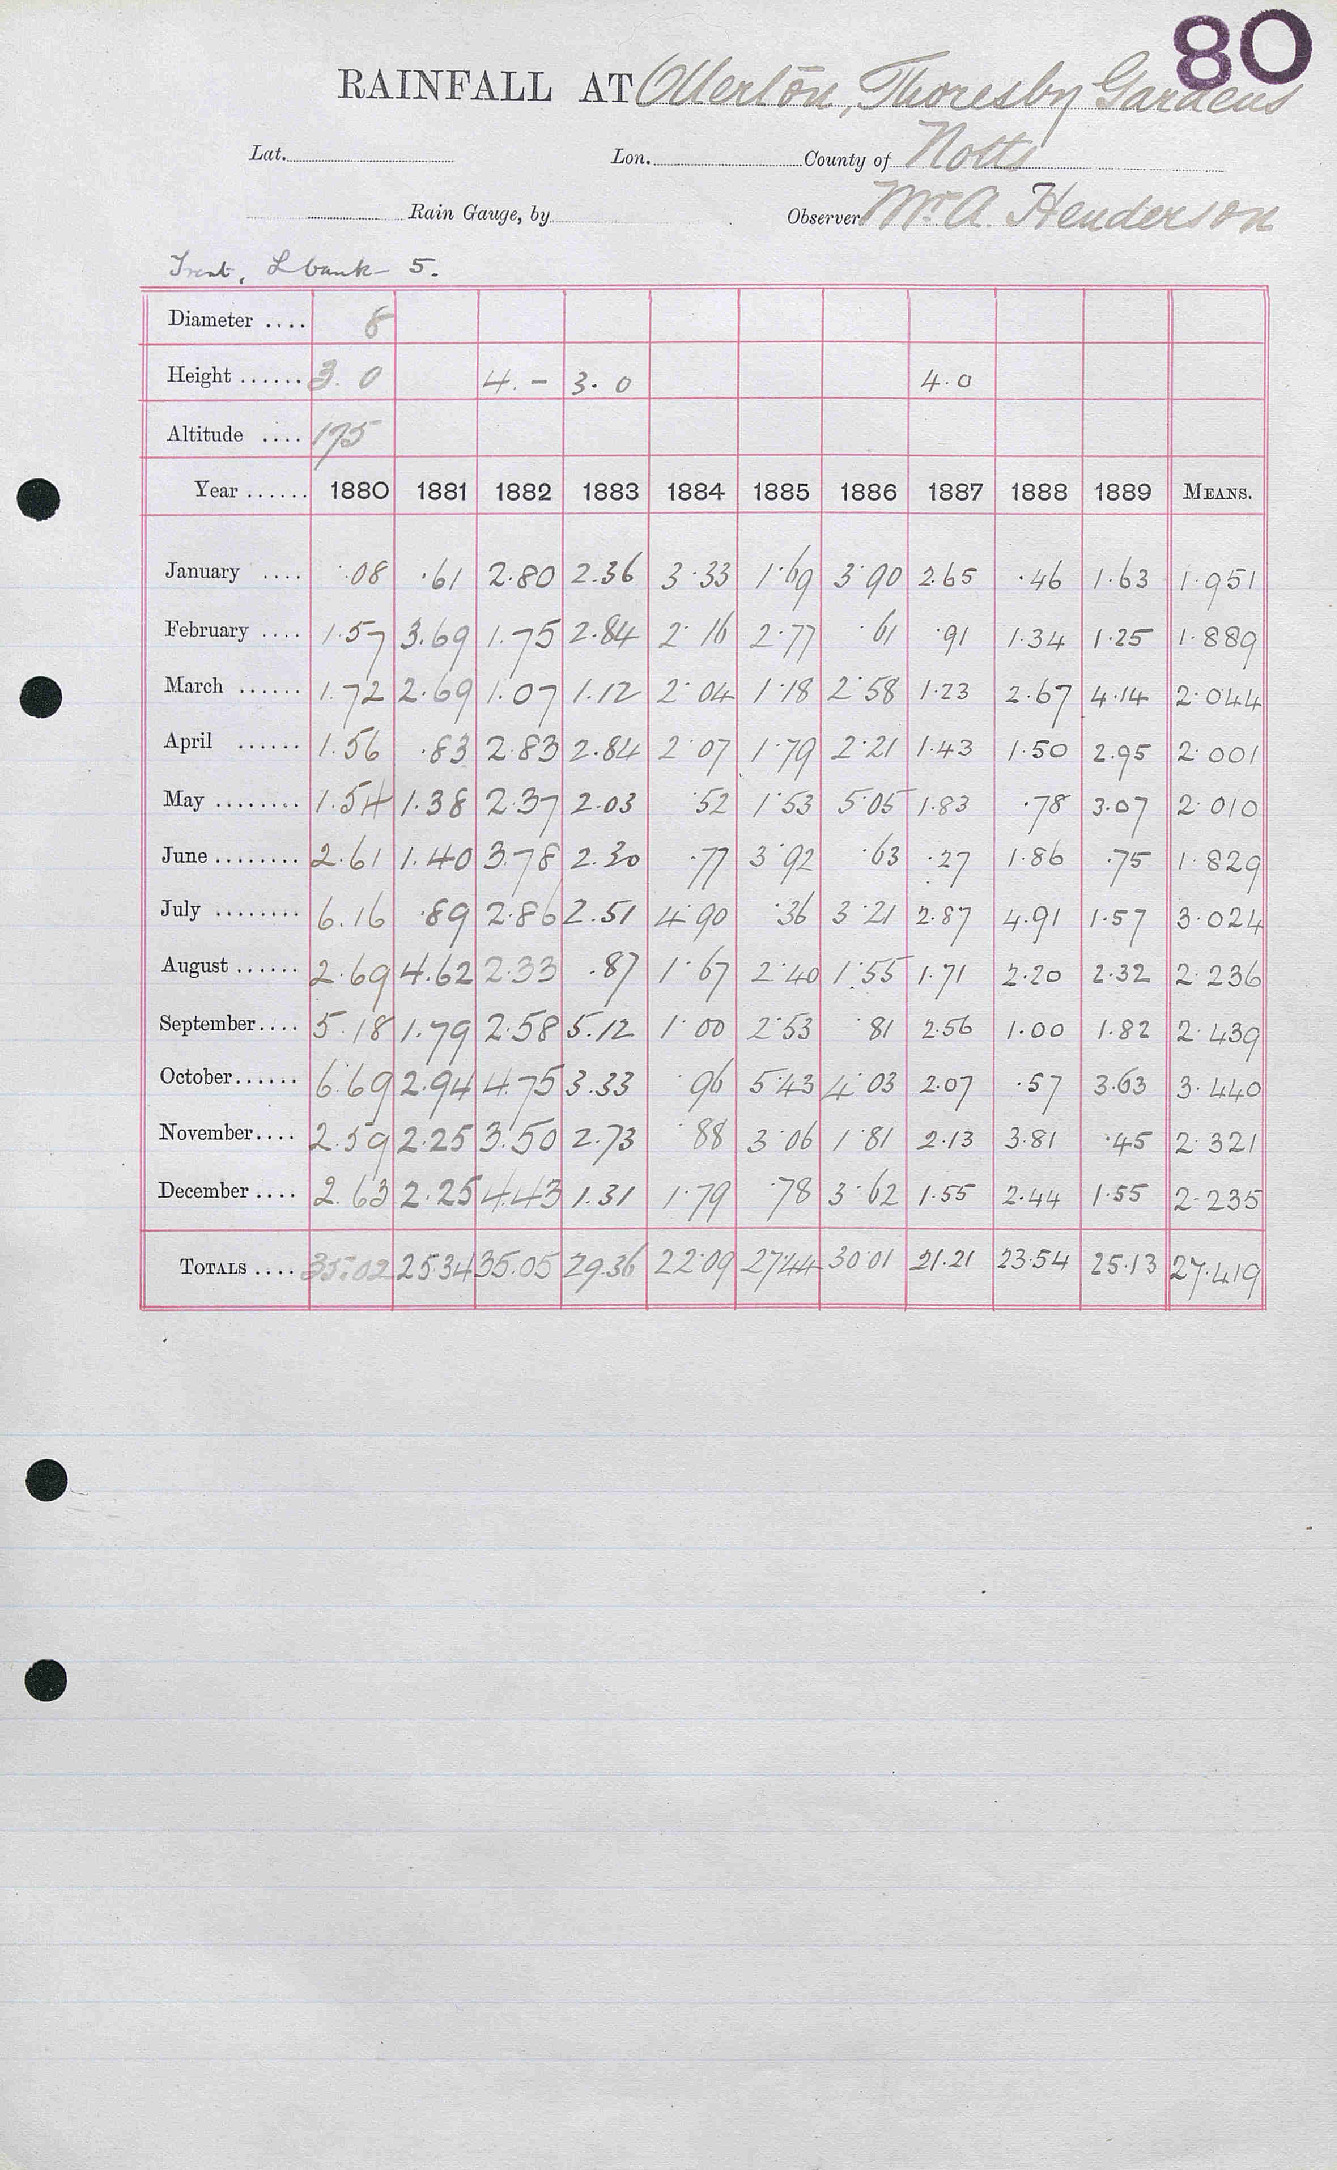 80
RAINFALL AT Ollerton, Thoresby Gardens
Lat. Lon. County of Notts
Rain Gauge, by Observer Mr. A. Henderson
Trent, L bank 5.
Diameter .... 8
Height ...... 3. 0 4. - 3. 0 4.0
Altitude .... 175
Year ...... 1880 1881 1882 1883 1884 1885 1886 1887 1888 1889 MEANS.
January .... .08 .61 2.80 2.36 3.33 1.69 3.90 2.65 .46 1.63 1.951
February .... 1.57 3.69 1.75 2.84 2.16 2.77 .61 .91 1.34 1.25 1.889
March ...... 1.72 2.69 1.07 1.12 2.04 1.18 2.58 1.23 2.67 4.14 2.044
April ...... 1.56 .83 2.83 2.84 2.07 1.79 2.21 1.43 1.50 2.95 2.001
May ........ 1.54 1.38 2.37 2.03 .52 1.53 5.05 1.83 .78 3.07 2.010
June ........ 2.61 1.40 3.78 2.30 .77 3.92 .63 .27 1.86 .75 1.829
July ........ 6.16 .89 2.86 2.51 4.90 .36 3.21 2.87 4.91 1.57 3.024
August ...... 2.69 4.62 2.33 .87 1.67 2.40 1.55 1.71 2.20 2.32 2.236
September.... 5.18 1.79 2.58 5.12 1.00 2.53 .81 2.56 1.00 1.82 2.439
October...... 6.69 2.94 4.75 3.33 .96 5.43 4.03 2.07 .57 3.63 3.440
November.... 2.59 2.25 3.50 2.73 .88 3.06 1.81 2.13 3.81 .45 2.321
December .... 2.63 2.25 4.43 1.31 1.79 .78 3.62 1.55 2.44 1.55 2.235
TOTALS .... 35.02 25.34 35.05 29.36 22.09 27.44 30.01 21.21 23.54 25.13 27.419